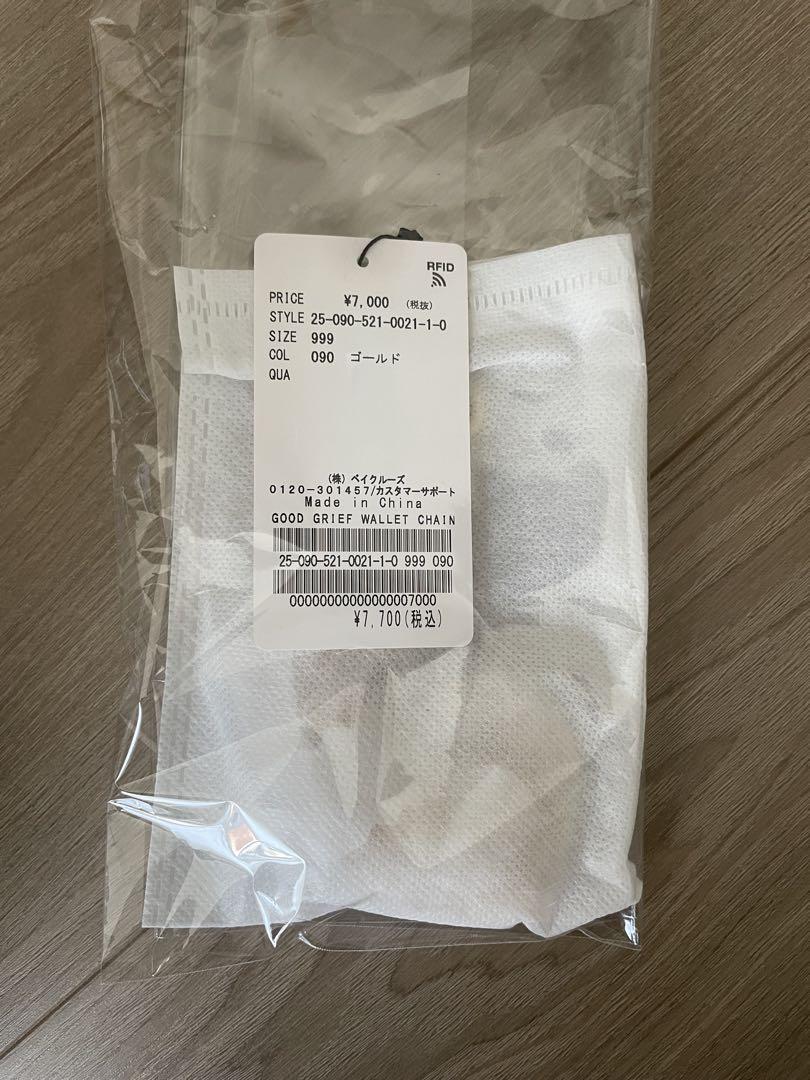 RFID
PRICE ¥7,000 (税抜)
STYLE 25-090-521-0021-1-0
SIZE 999
COL 090 ゴールド
QUA
(株) ベイクルーズ
0120-301457/カスタマーサポート
Made in China
GOOD GRIEF WALLET CHAIN
25-090-521-0021-1-0 999 090
00000000000000007000
¥7,700(税込)